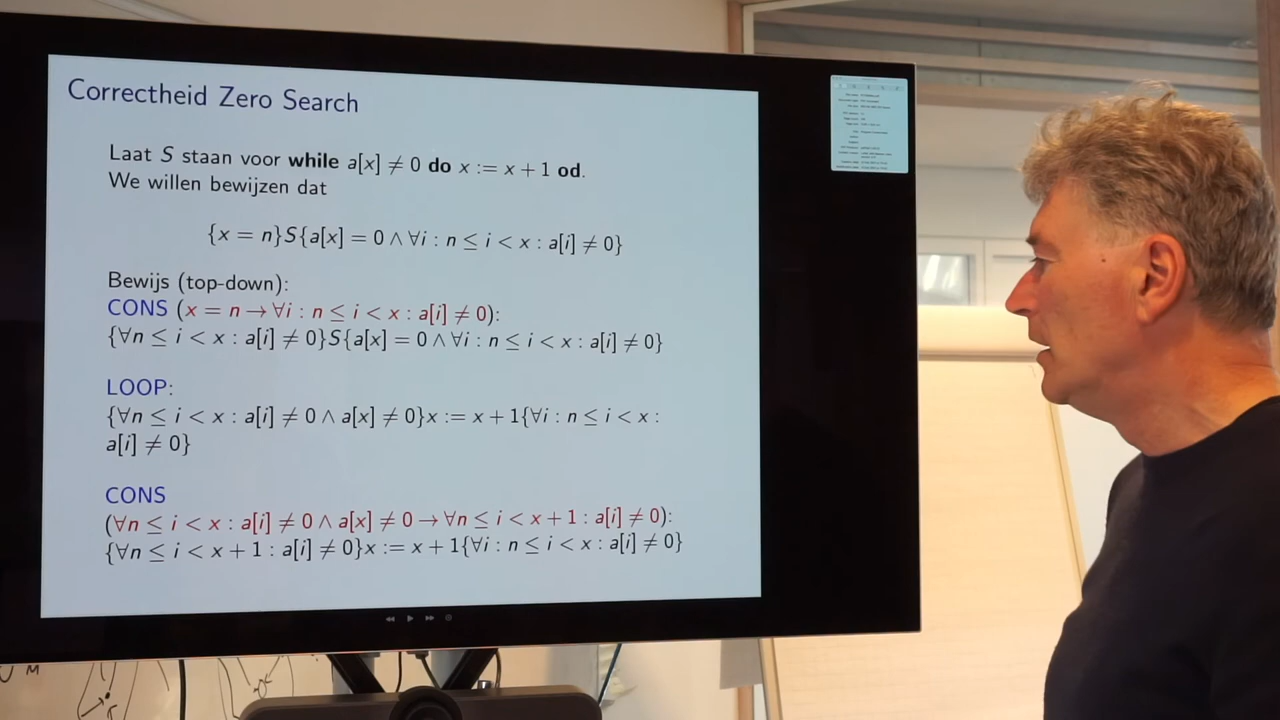 Correctheid Zero Search
Laat S staan voor while a[x] ≠ 0 do x := x + 1 od.
We willen bewijzen dat
{x = n}S{a[x] = 0 ∧ ∀i : n ≤ i < x : a[i] ≠ 0}
Bewijs (top-down):
CONS (x = n → ∀i : n ≤ i < x : a[i] ≠ 0):
{∀n ≤ i < x : a[i] ≠ 0}S{a[x] = 0 ∧ ∀i : n ≤ i < x : a[i] ≠ 0}
LOOP:
{∀n ≤ i < x : a[i] ≠ 0 ∧ a[x] ≠ 0}x := x + 1{∀i : n ≤ i < x :
a[i] ≠ 0}
CONS
(∀n ≤ i < x : a[i] ≠ 0 ∧ a[x] ≠ 0 → ∀n ≤ i < x + 1 : a[i] ≠ 0):
{∀n ≤ i < x + 1 : a[i] ≠ 0}x := x + 1{∀i : n ≤ i < x : a[i] ≠ 0}